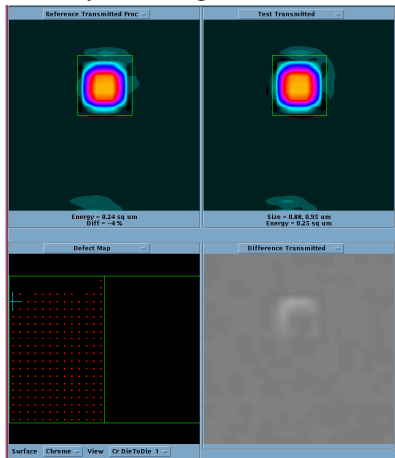 Reference Transmitted Proc
Test Transmitted
Energy = 0.24 sq um
Diff = -4 %
Size = 0.88, 0.95 um
Energy = 0.25 sq um
Defect Map
Difference Transmitted
Surface Chrome View Cr DieToDie 1